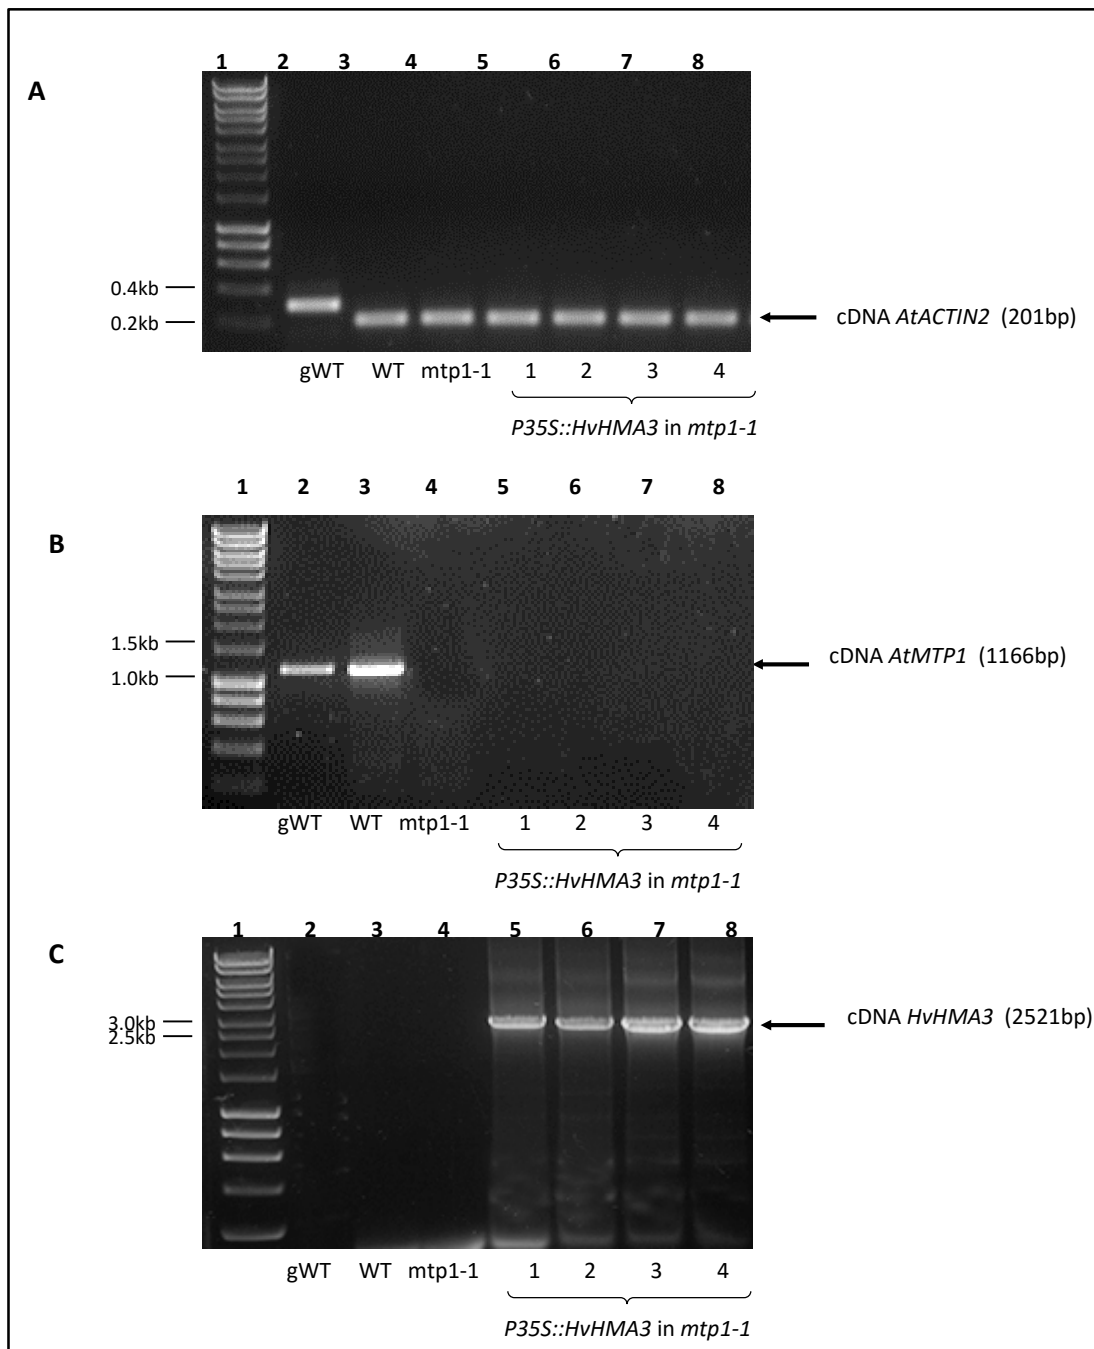 1 2 3 4 5 6 7 8
A
0.4kb
0.2kb
cDNA AtACTIN2 (201bp)
gWT WT mtp1-1 1 2 3 4
P35S::HvHMA3 in mtp1-1
1 2 3 4 5 6 7 8
B
1.5kb
1.0kb
cDNA AtMTP1 (1166bp)
gWT WT mtp1-1 1 2 3 4
P35S::HvHMA3 in mtp1-1
1 2 3 4 5 6 7 8
C
3.0kb
2.5kb
cDNA HvHMA3 (2521bp)
gWT WT mtp1-1 1 2 3 4
P35S::HvHMA3 in mtp1-1